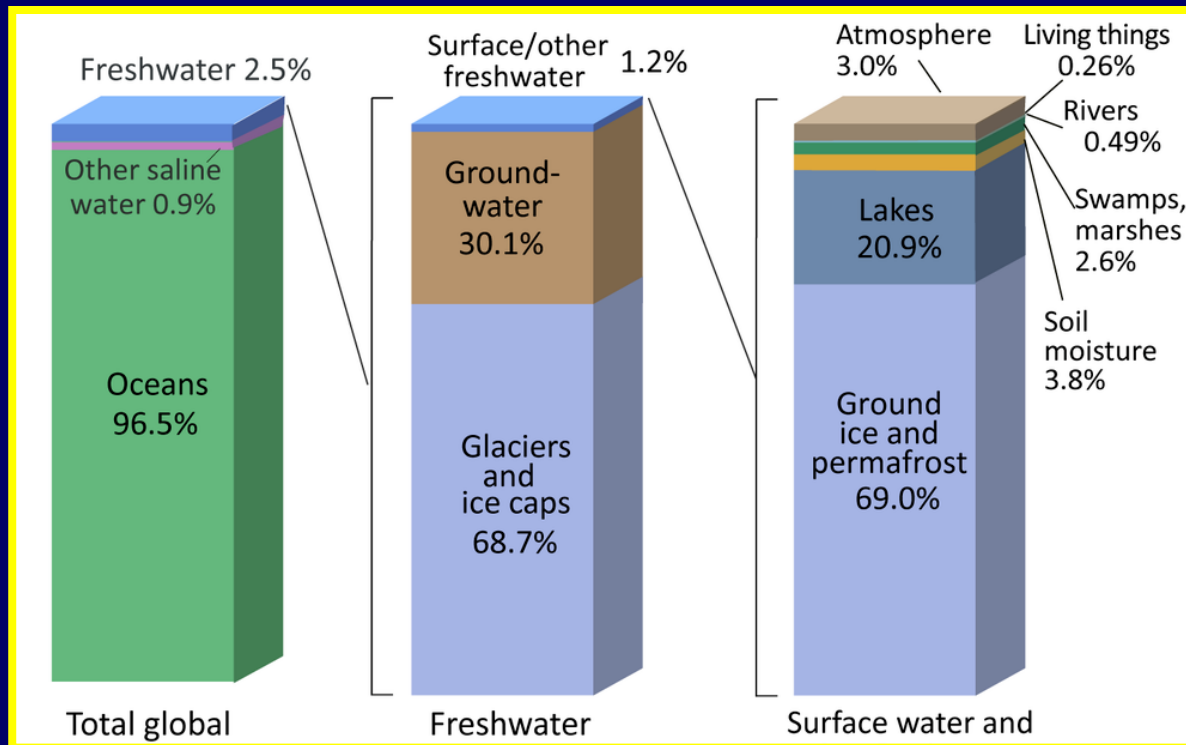 Freshwater 2.5%
Other saline
water 0.9%
Oceans
96.5%
Total global
Surface/other
freshwater
1.2%
Ground-
water
30.1%
Glaciers
and
ice caps
68.7%
Freshwater
Atmosphere
3.0%
Living things
0.26%
Rivers
0.49%
Swamps,
marshes
2.6%
Soil
moisture
3.8%
Lakes
20.9%
Ground
ice and
permafrost
69.0%
Surface water and